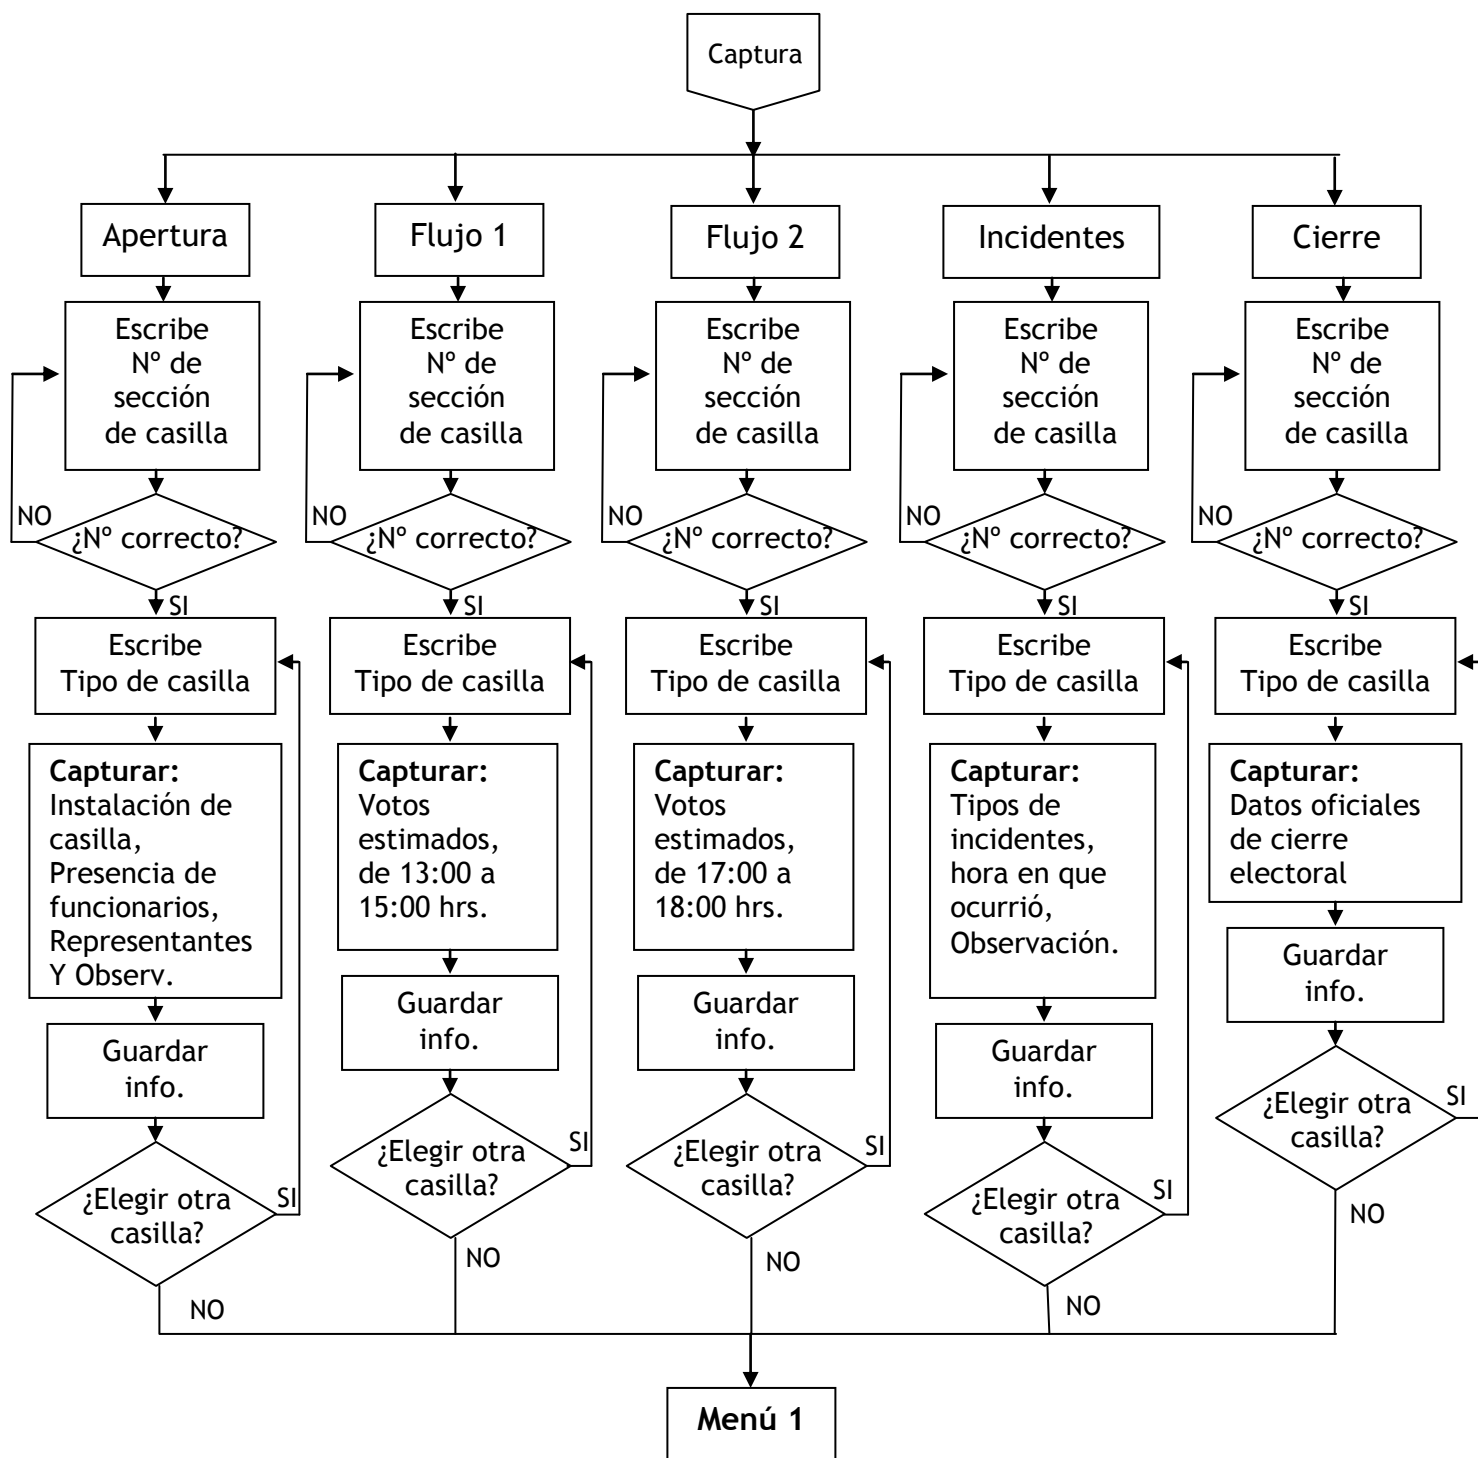 Captura
Apertura
Flujo 1
Flujo 2
Incidentes
Cierre
Escribe
Nº de
sección
de casilla
Escribe
Nº de
sección
de casilla
Escribe
Nº de
sección
de casilla
Escribe
Nº de
sección
de casilla
Escribe
Nº de
sección
de casilla
NO
¿Nº correcto?
SI
NO
¿Nº correcto?
SI
NO
¿Nº correcto?
SI
NO
¿Nº correcto?
SI
NO
¿Nº correcto?
SI
Escribe
Tipo de casilla
Escribe
Tipo de casilla
Escribe
Tipo de casilla
Escribe
Tipo de casilla
Escribe
Tipo de casilla
Capturar:
Instalación de
casilla,
Presencia de
funcionarios,
Representantes
Y Observ.
Capturar:
Votos
estimados,
de 13:00 a
15:00 hrs.
Capturar:
Votos
estimados,
de 17:00 a
18:00 hrs.
Capturar:
Tipos de
incidentes,
hora en que
ocurrió,
Observación.
Capturar:
Datos oficiales
de cierre
electoral
Guardar
info.
Guardar
info.
Guardar
info.
Guardar
info.
Guardar
info.
¿Elegir otra
casilla?
SI
NO
¿Elegir otra
casilla?
SI
NO
¿Elegir otra
casilla?
SI
NO
¿Elegir otra
casilla?
SI
NO
¿Elegir otra
casilla?
SI
NO
Menú 1